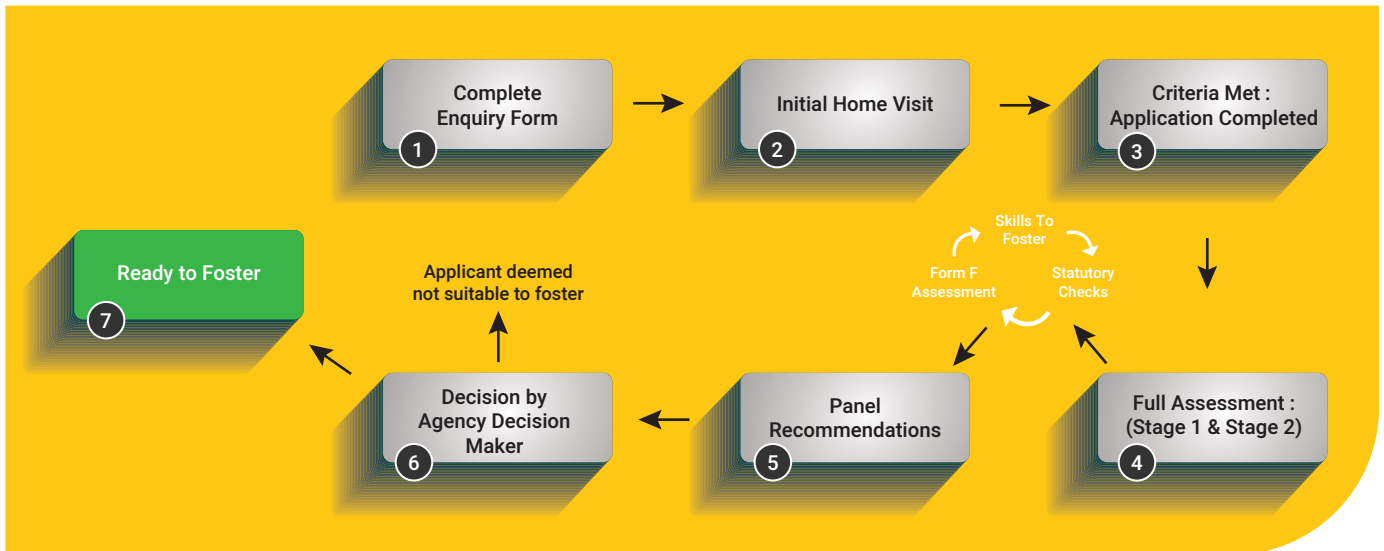 Complete
Enquiry Form
1
Initial Home Visit
2
Criteria Met :
Application Completed
3
Skills To
Foster
Statutory
Checks
Form F
Assessment
Full Assessment :
(Stage 1 & Stage 2)
4
Panel
Recommendations
5
Decision by
Agency Decision
Maker
6
Applicant deemed
not suitable to foster
Ready to Foster
7